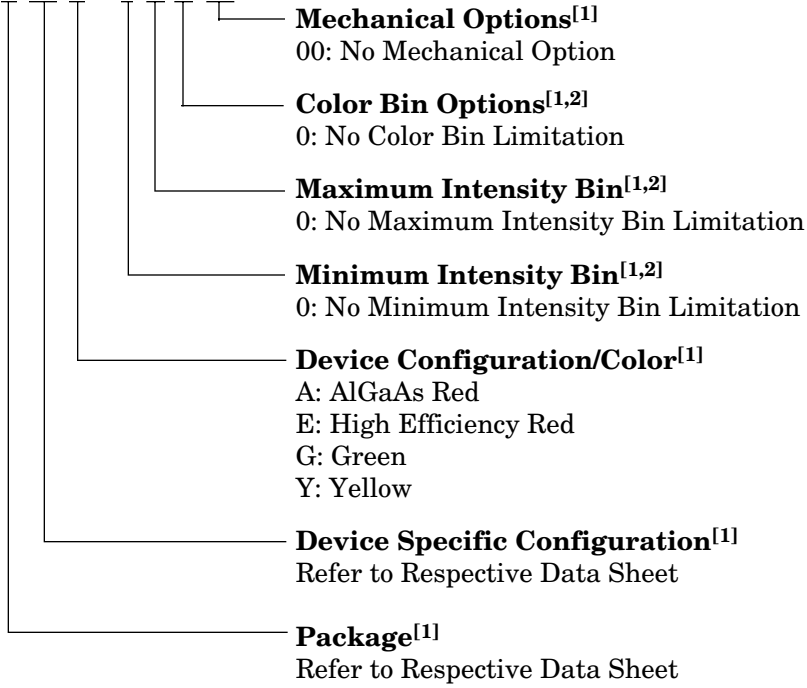 Mechanical Options[1]
00: No Mechanical Option
Color Bin Options[1,2]
0: No Color Bin Limitation
Maximum Intensity Bin[1,2]
0: No Maximum Intensity Bin Limitation
Minimum Intensity Bin[1,2]
0: No Minimum Intensity Bin Limitation
Device Configuration/Color[1]
A: AlGaAs Red
E: High Efficiency Red
G: Green
Y: Yellow
Device Specific Configuration[1]
Refer to Respective Data Sheet
Package[1]
Refer to Respective Data Sheet